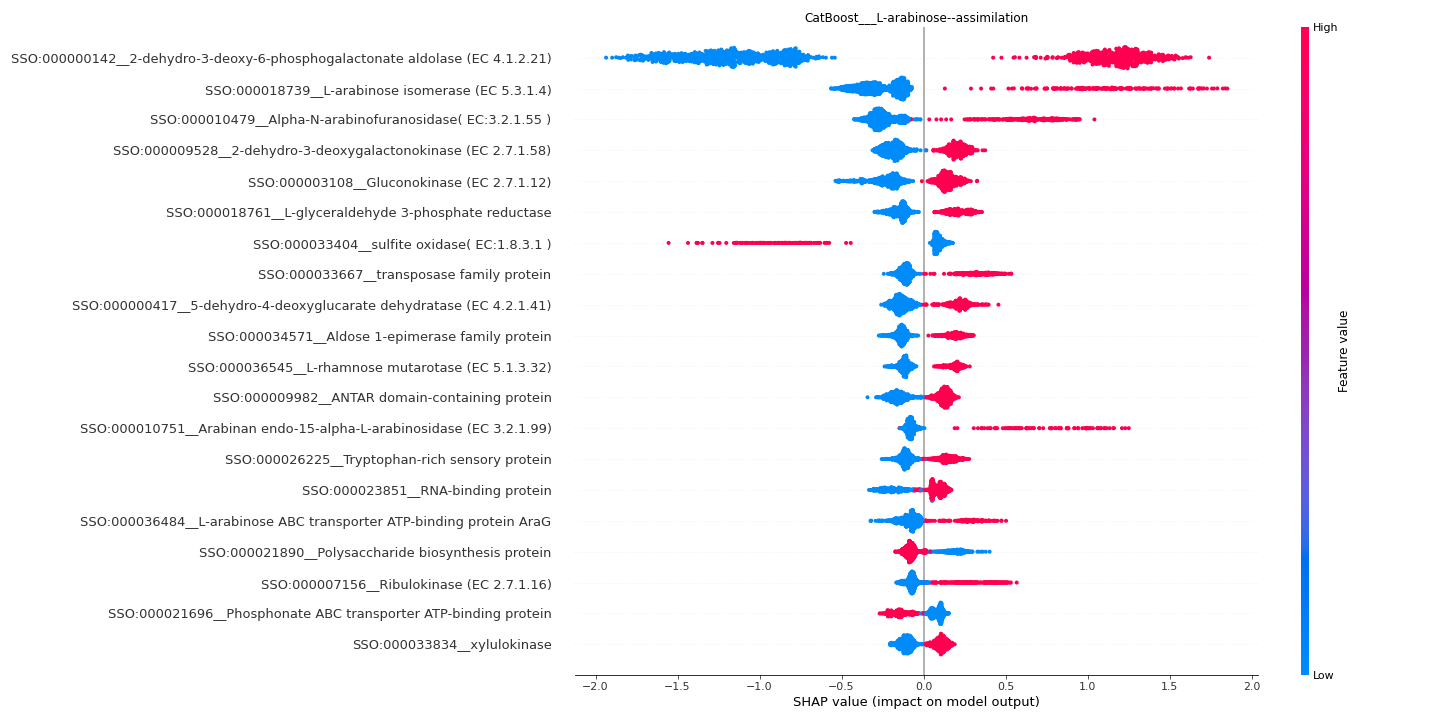 CatBoost___L-arabinose--assimilation
High
SSO:000000142__2-dehydro-3-deoxy-6-phosphogalactonate aldolase (EC 4.1.2.21)
SSO:000018739__L-arabinose isomerase (EC 5.3.1.4)
SSO:000010479__Alpha-N-arabinofuranosidase( EC:3.2.1.55 )
SSO:000009528__2-dehydro-3-deoxygalactonokinase (EC 2.7.1.58)
SSO:000003108__Gluconokinase (EC 2.7.1.12)
SSO:000018761__L-glyceraldehyde 3-phosphate reductase
SSO:000033404__sulfite oxidase( EC:1.8.3.1 )
SSO:000033667__transposase family protein
SSO:000000417__5-dehydro-4-deoxyglucarate dehydratase (EC 4.2.1.41)
SSO:000034571__Aldose 1-epimerase family protein
SSO:000036545__L-rhamnose mutarotase (EC 5.1.3.32)
SSO:000009982__ANTAR domain-containing protein
SSO:000010751__Arabinan endo-15-alpha-L-arabinosidase (EC 3.2.1.99)
SSO:000026225__Tryptophan-rich sensory protein
SSO:000023851__RNA-binding protein
SSO:000036484__L-arabinose ABC transporter ATP-binding protein AraG
SSO:000021890__Polysaccharide biosynthesis protein
SSO:000007156__Ribulokinase (EC 2.7.1.16)
SSO:000021696__Phosphonate ABC transporter ATP-binding protein
SSO:000033834__xylulokinase
Feature value
Low
−2.0 −1.5 −1.0 −0.5 0.0 0.5 1.0 1.5 2.0
SHAP value (impact on model output)